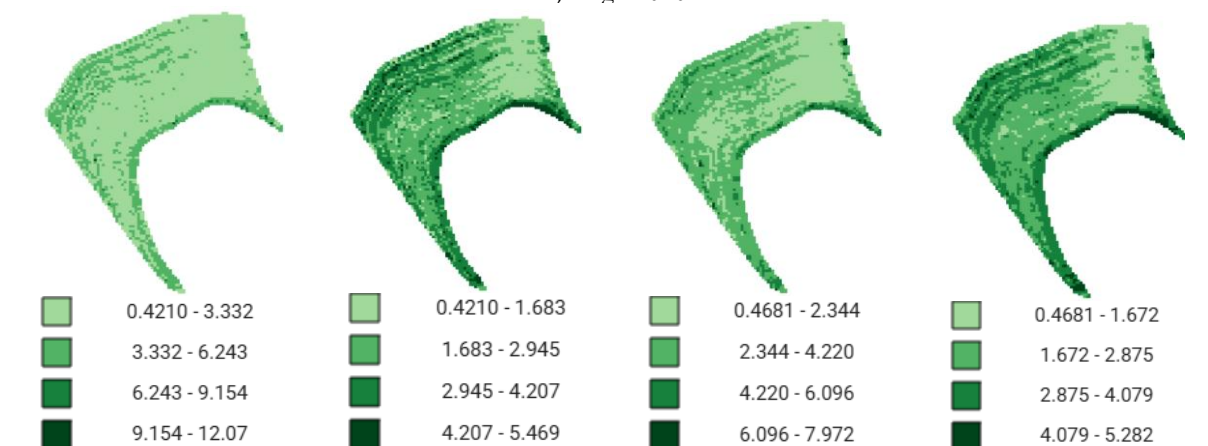 0.4210 - 3.332
3.332 - 6.243
6.243 - 9.154
9.154 - 12.07
0.4210 - 1.683
1.683 - 2.945
2.945 - 4.207
4.207 - 5.469
0.4681 - 2.344
2.344 - 4.220
4.220 - 6.096
6.096 - 7.972
0.4681 - 1.672
1.672 - 2.875
2.875 - 4.079
4.079 - 5.282